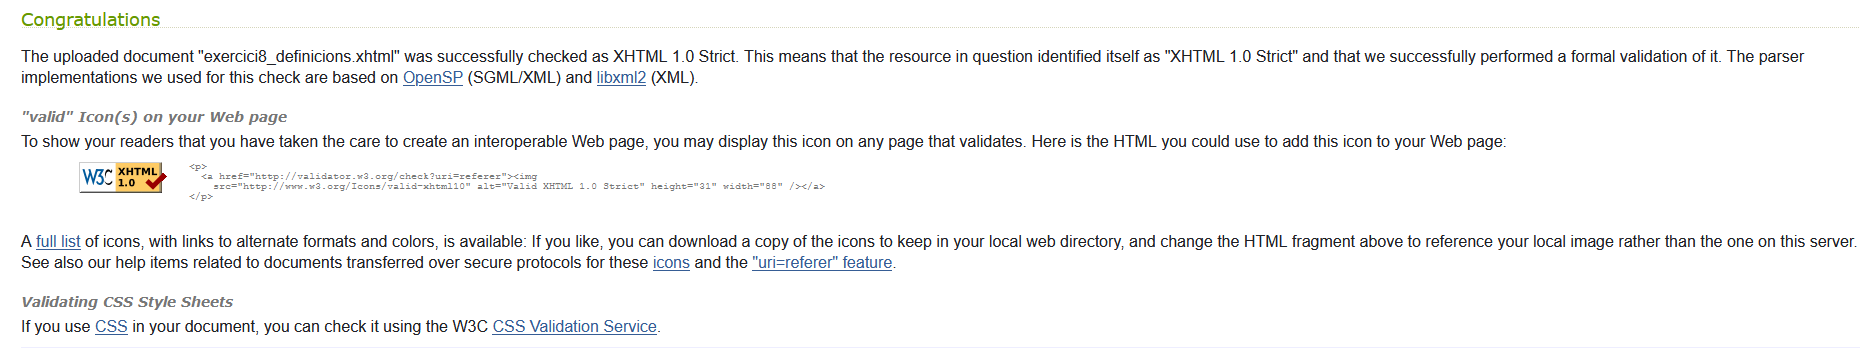 Congratulations
The uploaded document "exercici8_definicions.xhtml" was successfully checked as XHTML 1.0 Strict. This means that the resource in question identified itself as "XHTML 1.0 Strict" and that we successfully performed a formal validation of it. The parser
implementations we used for this check are based on OpenSP (SGML/XML) and libxml2 (XML).
"valid" Icon(s) on your Web page
To show your readers that you have taken the care to create an interoperable Web page, you may display this icon on any page that validates. Here is the HTML you could use to add this icon to your Web page:
W3C XHTML 1.0
<p>
<a href="http://validator.w3.org/check?uri=referer"><img
src="http://www.w3.org/Icons/valid-xhtml10" alt="Valid XHTML 1.0 Strict" height="31" width="88" /></a>
</p>
A full list of icons, with links to alternate formats and colors, is available: If you like, you can download a copy of the icons to keep in your local web directory, and change the HTML fragment above to reference your local image rather than the one on this server.
See also our help items related to documents transferred over secure protocols for these icons and the "uri=referer" feature.
Validating CSS Style Sheets
If you use CSS in your document, you can check it using the W3C CSS Validation Service.